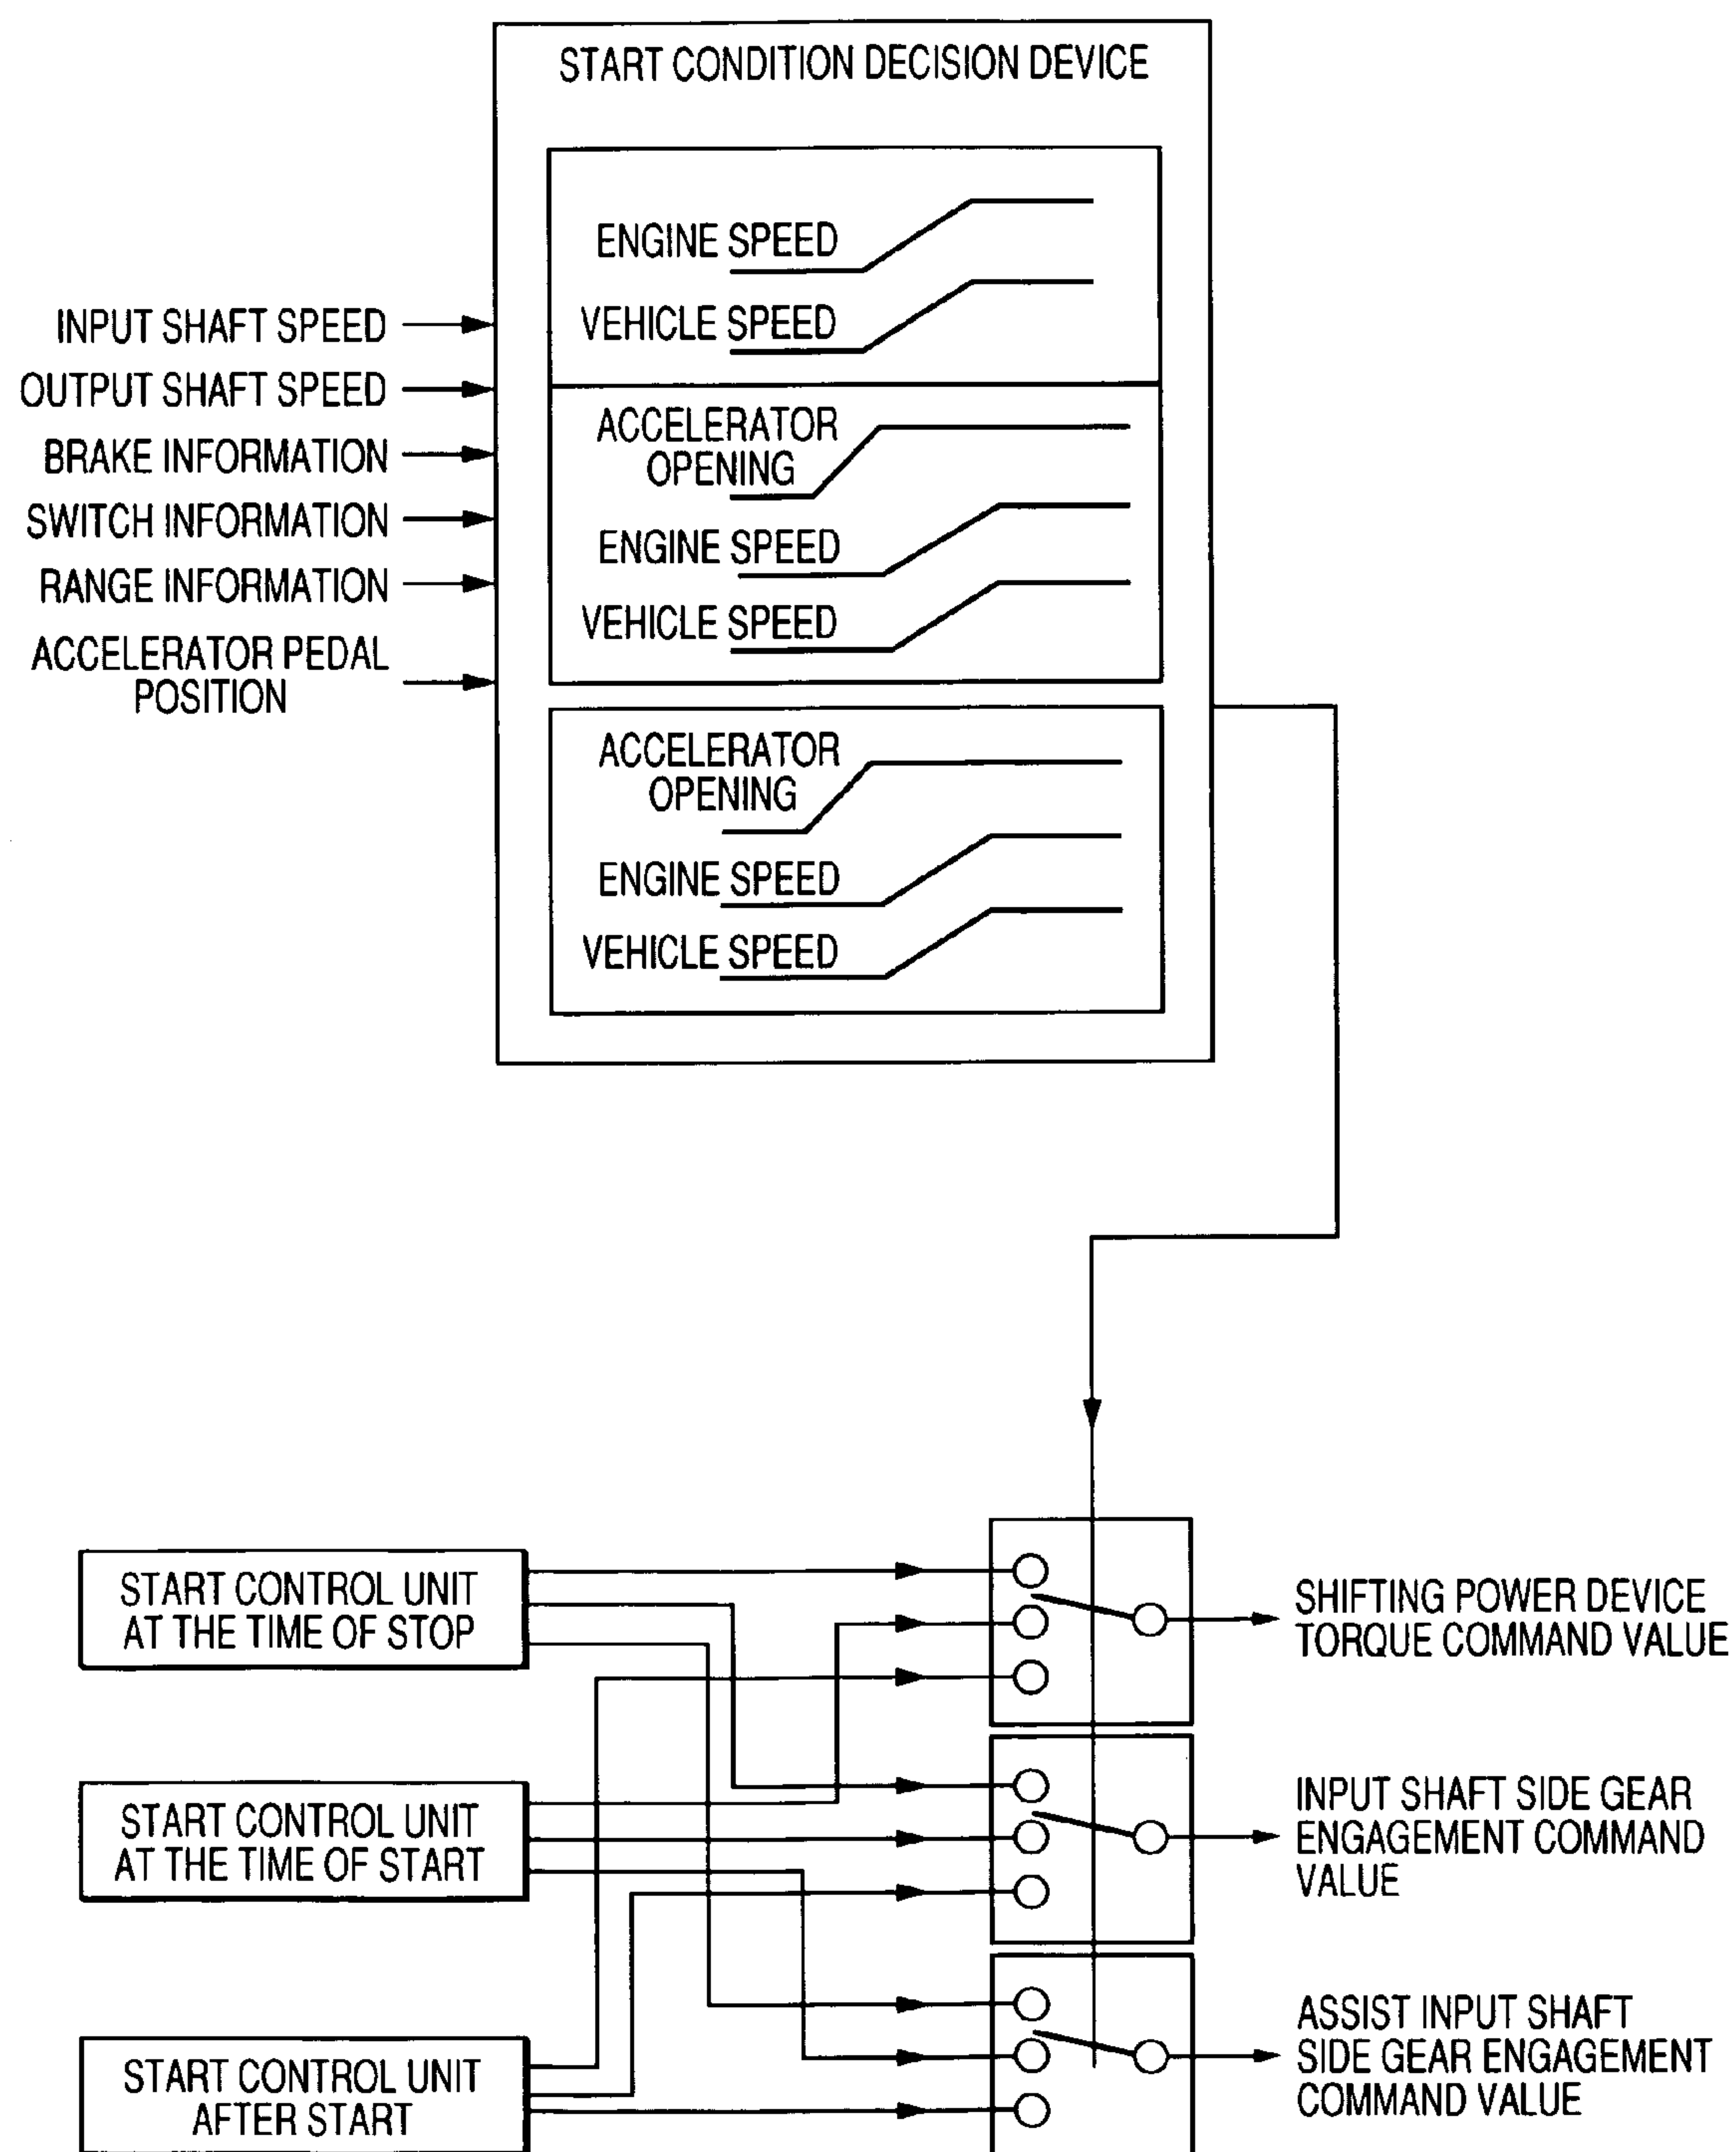 START CONDITION DECISION DEVICE
ENGINE SPEED
VEHICLE SPEED
ACCELERATOR
OPENING
ENGINE SPEED
VEHICLE SPEED
ACCELERATOR
OPENING
ENGINE SPEED
VEHICLE SPEED
INPUT SHAFT SPEED
OUTPUT SHAFT SPEED
BRAKE INFORMATION
SWITCH INFORMATION
RANGE INFORMATION
ACCELERATOR PEDAL
POSITION
START CONTROL UNIT
AT THE TIME OF STOP
START CONTROL UNIT
AT THE TIME OF START
START CONTROL UNIT
AFTER START
SHIFTING POWER DEVICE
TORQUE COMMAND VALUE
INPUT SHAFT SIDE GEAR
ENGAGEMENT COMMAND
VALUE
ASSIST INPUT SHAFT
SIDE GEAR ENGAGEMENT
COMMAND VALUE